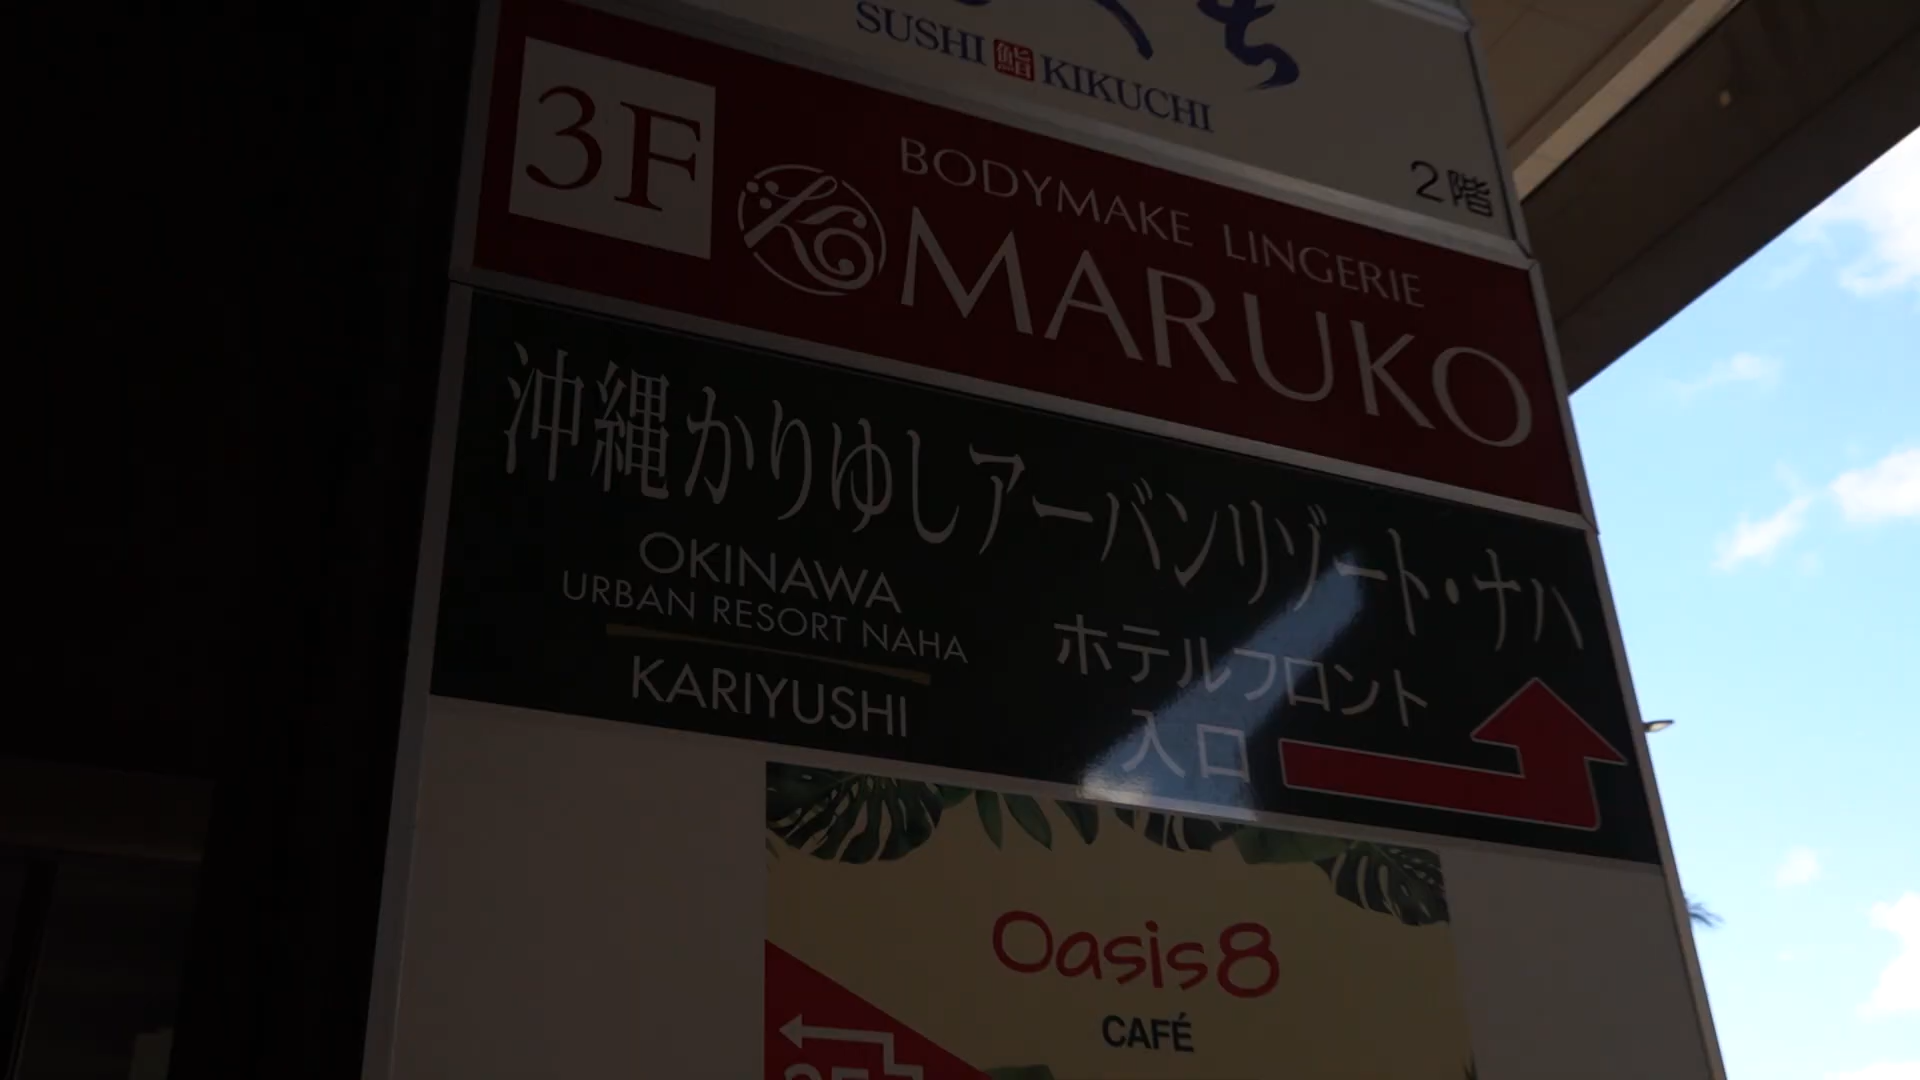 SUSHI 鮨 KIKUCHI
2階
3F
BODYMAKE LINGERIE
MARUKO
沖縄かりゆしアーバンリゾート・ナハ
OKINAWA
URBAN RESORT NAHA
KARIYUSHI
ホテルフロント
入口
Oasis8
CAFÉ